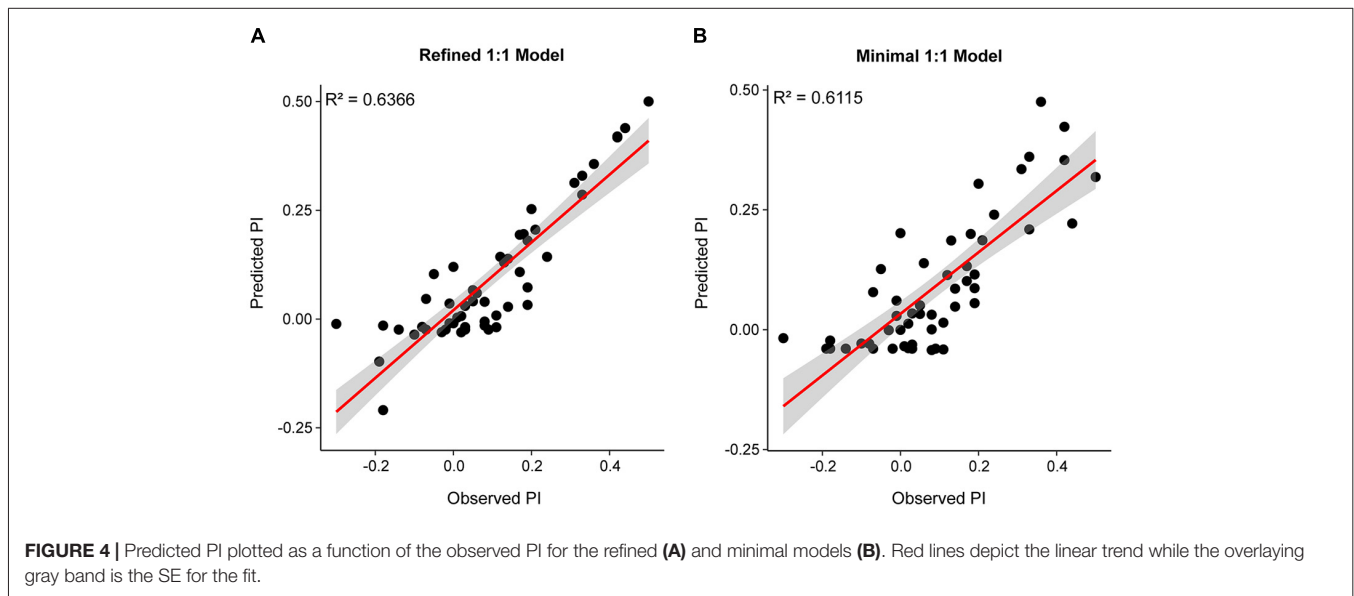 A
Refined 1:1 Model
R² = 0.6366
0.50
0.25
0.00
-0.25
Predicted PI
-0.2 0.0 0.2 0.4
Observed PI
B
Minimal 1:1 Model
R² = 0.6115
0.50
0.25
0.00
-0.25
Predicted PI
-0.2 0.0 0.2 0.4
Observed PI
FIGURE 4 | Predicted PI plotted as a function of the observed PI for the refined (A) and minimal models (B). Red lines depict the linear trend while the overlaying
gray band is the SE for the fit.